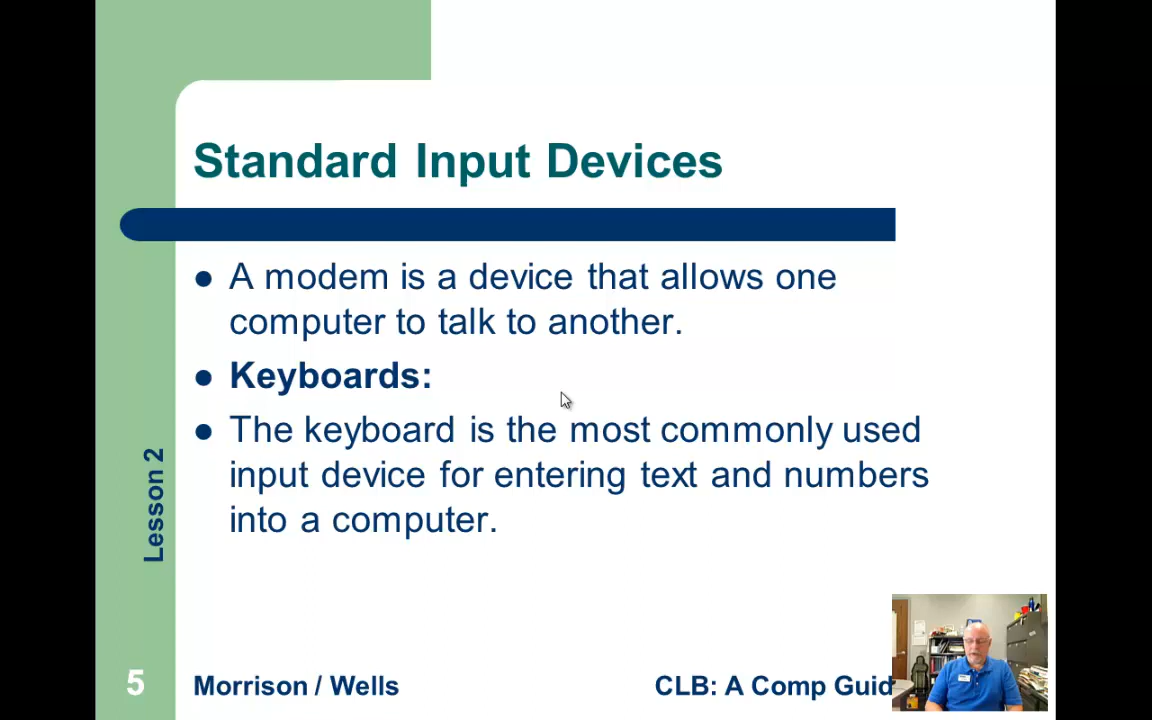 Standard Input Devices
A modem is a device that allows one
computer to talk to another.
Keyboards:
The keyboard is the most commonly used
input device for entering text and numbers
into a computer.
Lesson 2
5
Morrison / Wells
CLB: A Comp Guid